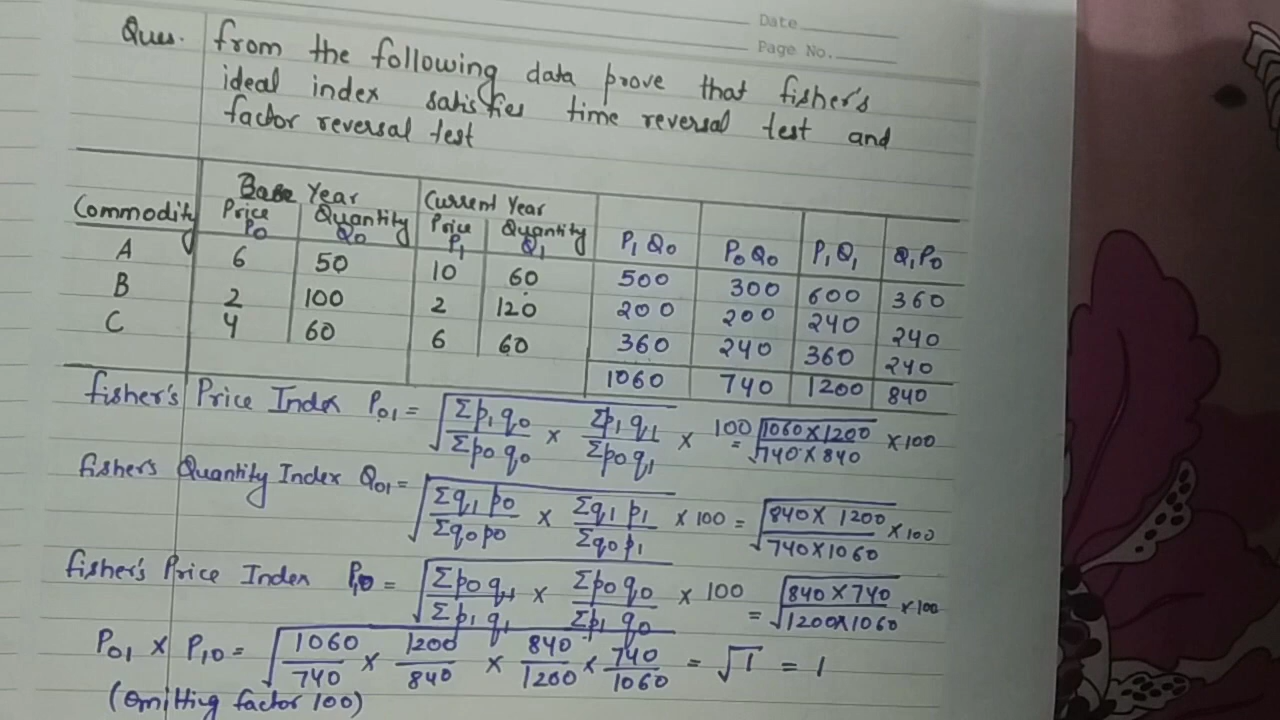 Date
Page No.
Ques. from the following data prove that fisher's
ideal index satisfies time reversal test and
factor reversal test
Commodity | Base Year | Current Year | P₁Q₀ | P₀Q₀ | P₁Q₁ | Q₁P₀
Price P₀ | Quantity Q₀ | Price P₁ | Quantity Q₁
A 6 50 10 60 500 300 600 360
B 2 100 2 120 200 200 240 240
C 4 60 6 60 360 240 360 240
1060 740 1200 840
fisher's Price Index P₀₁ = √(Σp₁q₀/Σp₀q₀ × Σp₁q₁/Σp₀q₁) × 100 = √(1060×1200/740×840) ×100
fisher's Quantity Index Q₀₁ = √(Σq₁p₀/Σq₀p₀ × Σq₁p₁/Σq₀p₁) × 100 = √(840×1200/740×1060) ×100
fisher's Price Index P₁₀ = √(Σp₀q₁/Σp₁q₁ × Σp₀q₀/Σp₁q₀) × 100 = √(840×740/1200×1060) ×100
P₀₁ × P₁₀ = √(1060/740 × 1200/840 × 840/1200 × 740/1060) = √1 = 1
(Omitting factor 100)